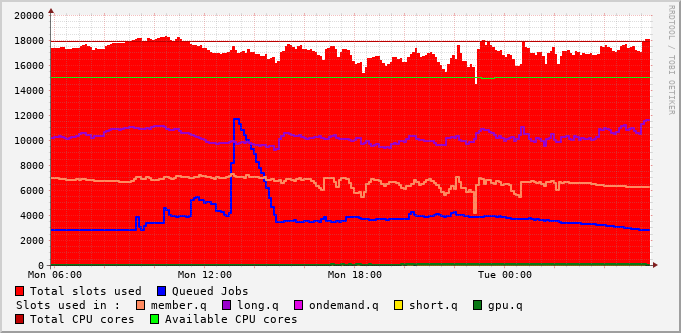 20000
18000
16000
14000
12000
10000
8000
6000
4000
2000
0
Mon 06:00 Mon 12:00 Mon 18:00 Tue 00:00
Total slots used Queued Jobs
Slots used in : member.q long.q ondemand.q short.q gpu.q
Total CPU cores Available CPU cores
RRDTOOL / TOBI OETIKER